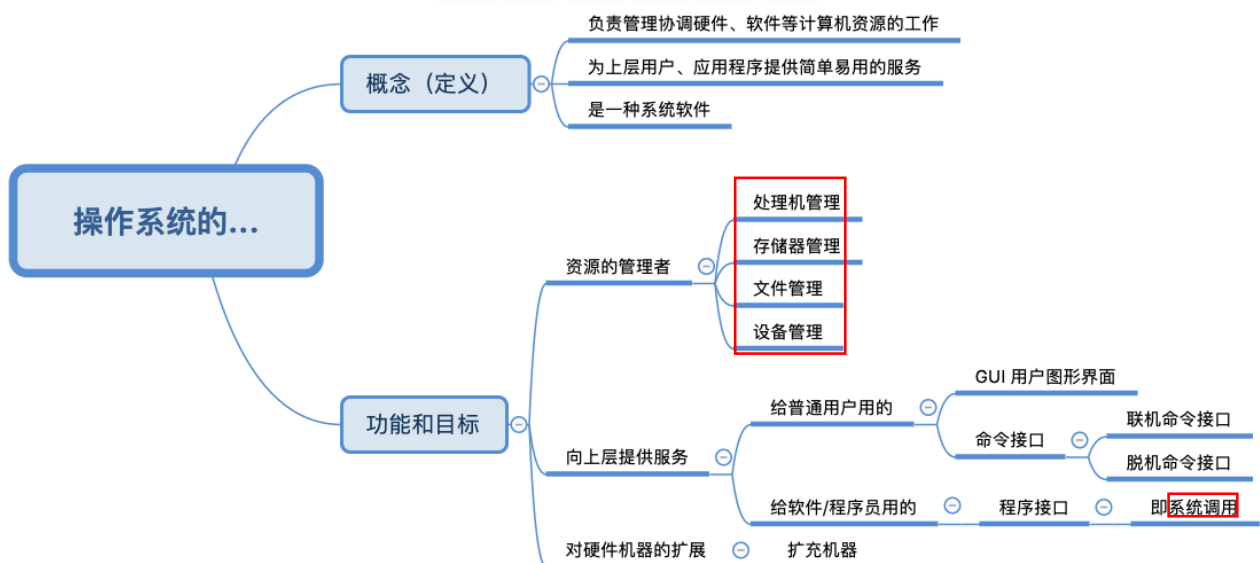 操作系统的...
概念（定义）
负责管理协调硬件、软件等计算机资源的工作
为上层用户、应用程序提供简单易用的服务
是一种系统软件
功能和目标
资源的管理者
处理机管理
存储器管理
文件管理
设备管理
向上层提供服务
给普通用户用的
GUI 用户图形界面
命令接口
联机命令接口
脱机命令接口
给软件/程序员用的
程序接口
即系统调用
对硬件机器的扩展
扩充机器